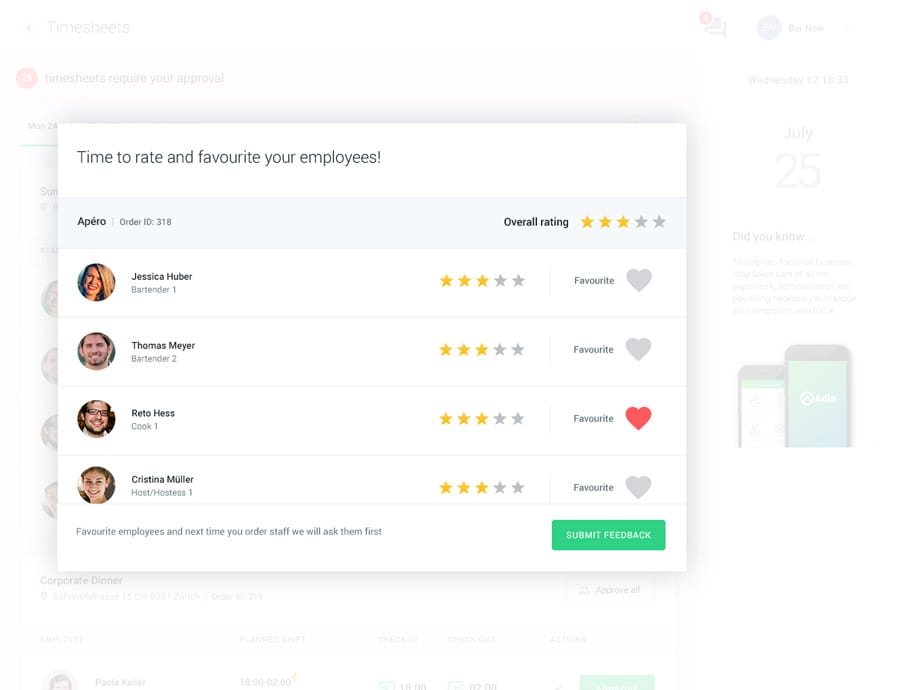 Timesheets
3
BN
Bar Now
25
timesheets require your approval
Wednesday 12:16:33
Mon 24
July
25
Time to rate and favourite your employees!
Apéro
Order ID: 318
Overall rating
Did you know...
To help you focus on business,
Adia takes care of all the
paperwork, administration and
payrolling necessary to manage
your temporary workforce.
Jessica Huber
Bartender 1
Favourite
Thomas Meyer
Bartender 2
Favourite
Adia
Reto Hess
Cook 1
Favourite
Cristina Müller
Host/Hostess 1
Favourite
Favourite employees and next time you order staff we will ask them first
SUBMIT FEEDBACK
Corporate Dinner
Bahnhofstrasse 15 CH-8001 Zurich
Order ID: 319
Approve all
EMPLOYEE
PLANNED SHIFT
CHECK-IN
CHECK-OUT
ACTIONS
Paola Keller
18:00-02:00
18:00
02:00